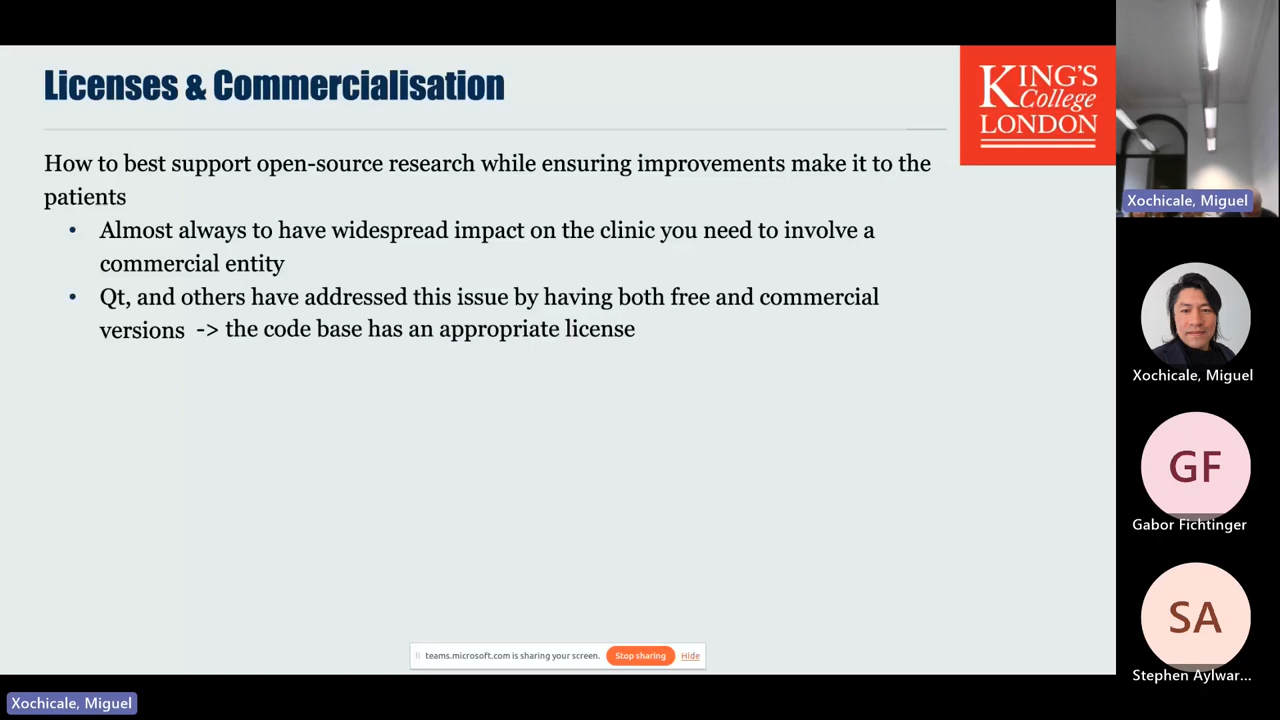 Licenses & Commercialisation
KING'S
College
LONDON
How to best support open-source research while ensuring improvements make it to the
patients
• Almost always to have widespread impact on the clinic you need to involve a
commercial entity
• Qt, and others have addressed this issue by having both free and commercial
versions -> the code base has an appropriate license
teams.microsoft.com is sharing your screen. Stop sharing Hide
Xochicale, Miguel
Xochicale, Miguel
Xochicale, Miguel
GF
Gabor Fichtinger
SA
Stephen Aylwar...